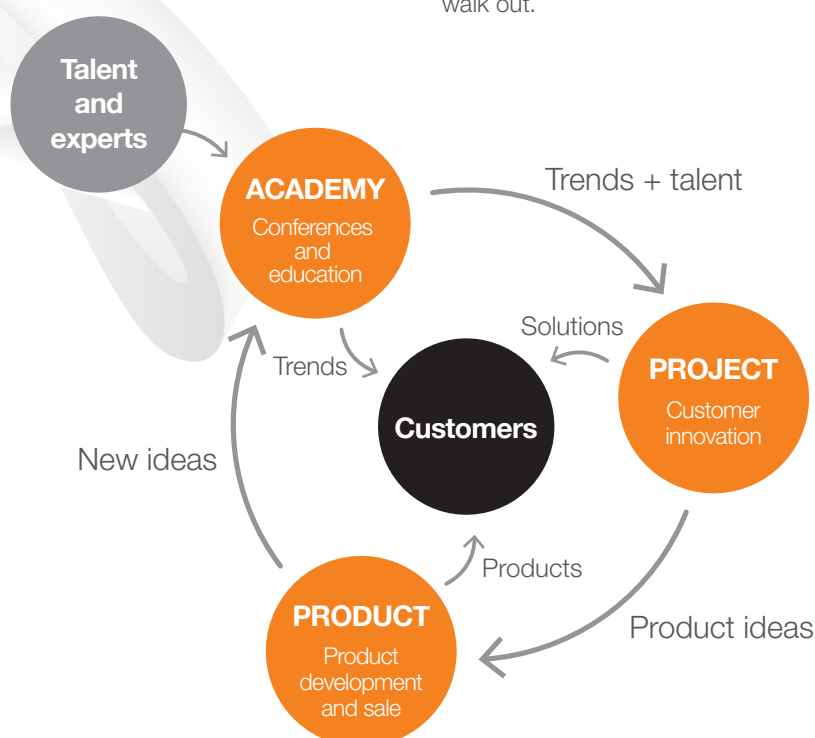 walk out.
Talent
and
experts
ACADEMY
Conferences
and
education
Trends + talent
Solutions
PROJECT
Customer
innovation
Trends
Customers
New ideas
Products
PRODUCT
Product
development
and sale
Product ideas